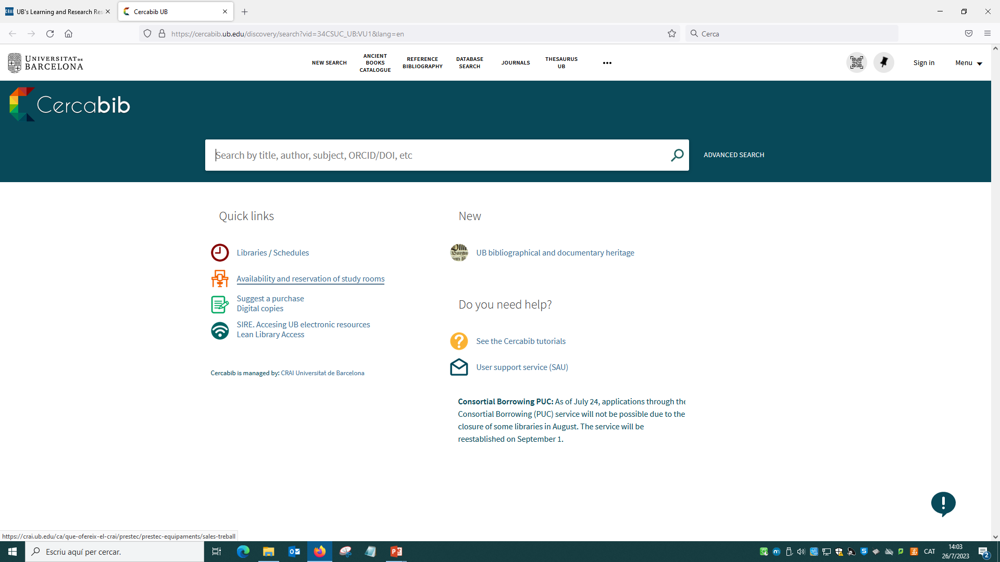 UB's Learning and Research Res
Cercabib UB
https://cercabib.ub.edu/discovery/search?vid=34CSUC_UB:VU1&lang=en
Cerca
UNIVERSITAT DE
BARCELONA
NEW SEARCH
ANCIENT
BOOKS
CATALOGUE
REFERENCE
BIBLIOGRAPHY
DATABASE
SEARCH
JOURNALS
THESAURUS
UB
Sign in
Menu
Cercabib
Search by title, author, subject, ORCID/DOI, etc
ADVANCED SEARCH
Quick links
Libraries / Schedules
Availability and reservation of study rooms
Suggest a purchase
Digital copies
SIRE. Accesing UB electronic resources
Lean Library Access
Cercabib is managed by: CRAI Universitat de Barcelona
New
UB bibliographical and documentary heritage
Do you need help?
See the Cercabib tutorials
User support service (SAU)
Consortial Borrowing PUC: As of July 24, applications through the
Consortial Borrowing (PUC) service will not be possible due to the
closure of some libraries in August. The service will be
reestablished on September 1.
https://crai.ub.edu/ca/que-ofereix-el-crai/prestec/prestec-equipaments/sales-treball
Escriu aquí per cercar.
CAT
14:03
26/7/2023
2